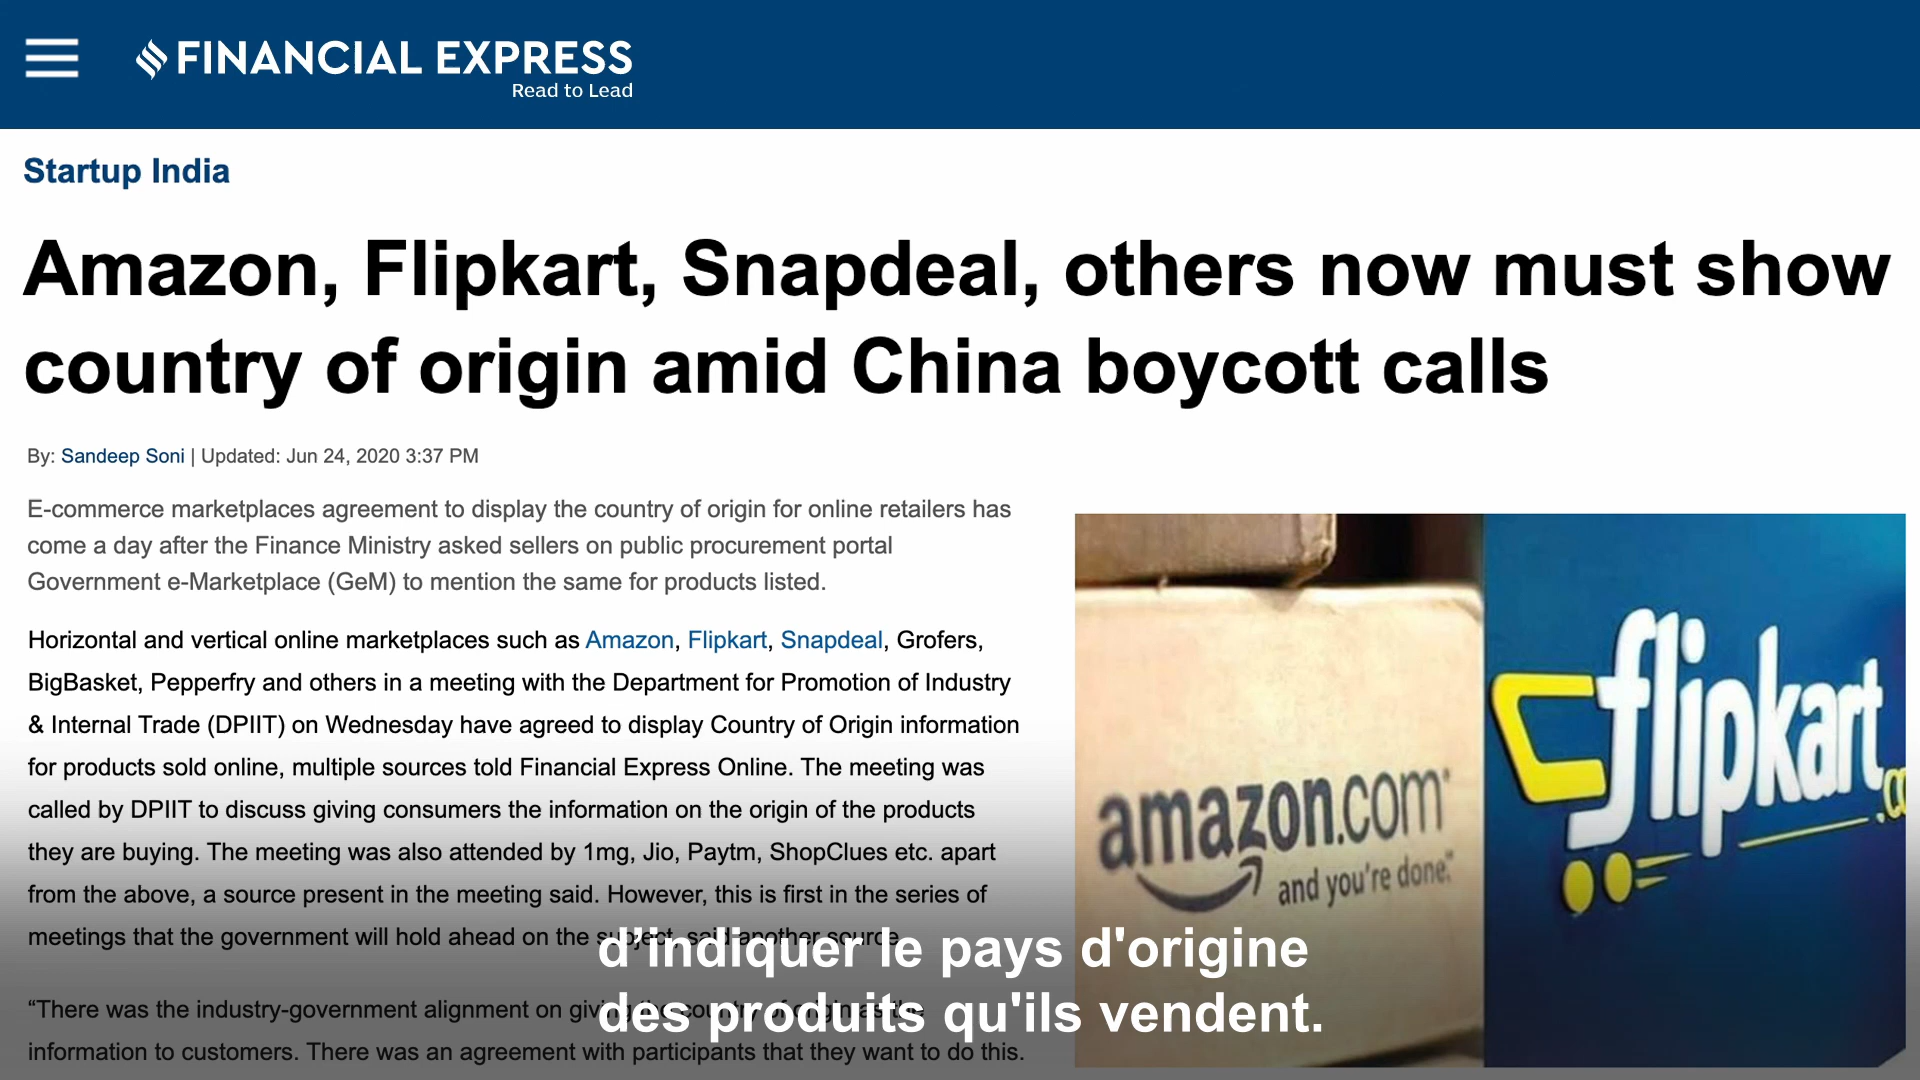 FINANCIAL EXPRESS
Read to Lead
Startup India
Amazon, Flipkart, Snapdeal, others now must show
country of origin amid China boycott calls
By: Sandeep Soni | Updated: Jun 24, 2020 3:37 PM
E-commerce marketplaces agreement to display the country of origin for online retailers has
come a day after the Finance Ministry asked sellers on public procurement portal
Government e-Marketplace (GeM) to mention the same for products listed.
Horizontal and vertical online marketplaces such as Amazon, Flipkart, Snapdeal, Grofers,
BigBasket, Pepperfry and others in a meeting with the Department for Promotion of Industry
& Internal Trade (DPIIT) on Wednesday have agreed to display Country of Origin information
for products sold online, multiple sources told Financial Express Online. The meeting was
called by DPIIT to discuss giving consumers the information on the origin of the products
they are buying. The meeting was also attended by 1mg, Jio, Paytm, ShopClues etc. apart
from the above, a source present in the meeting said. However, this is first in the series of
meetings that the government will hold ahead on the subject, said another source.
“There was the industry-government alignment on giving the country of origin as the
information to customers. There was an agreement with participants that they want to do this.
amazon.com
and you're done.
flipkart
d’indiquer le pays d'origine
des produits qu'ils vendent.